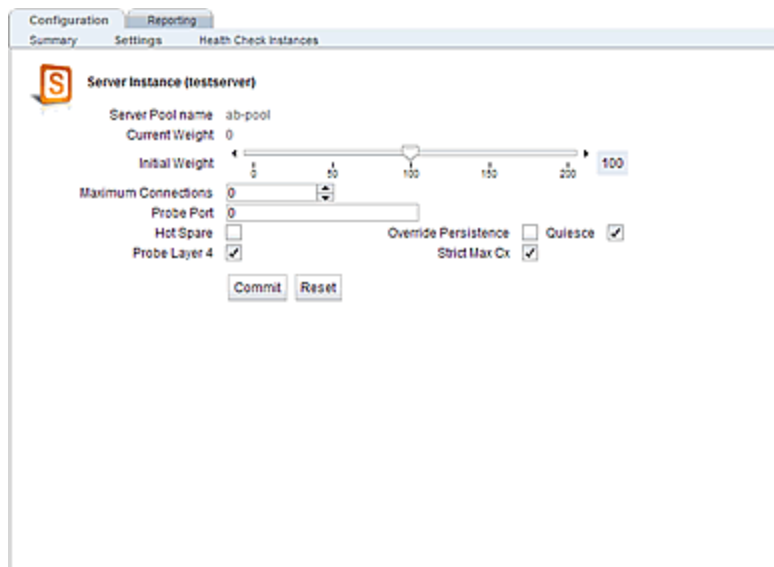 Configuration Reporting
Summary Settings Health Check Instances
S
Server Instance (testserver)
Server Pool name ab-pool
Current Weight 0
Initial Weight 100
0 50 100 150 200
Maximum Connections 0
Probe Port 0
Hot Spare Override Persistence Quiesce
Probe Layer 4 Strict Max Cx
Commit Reset